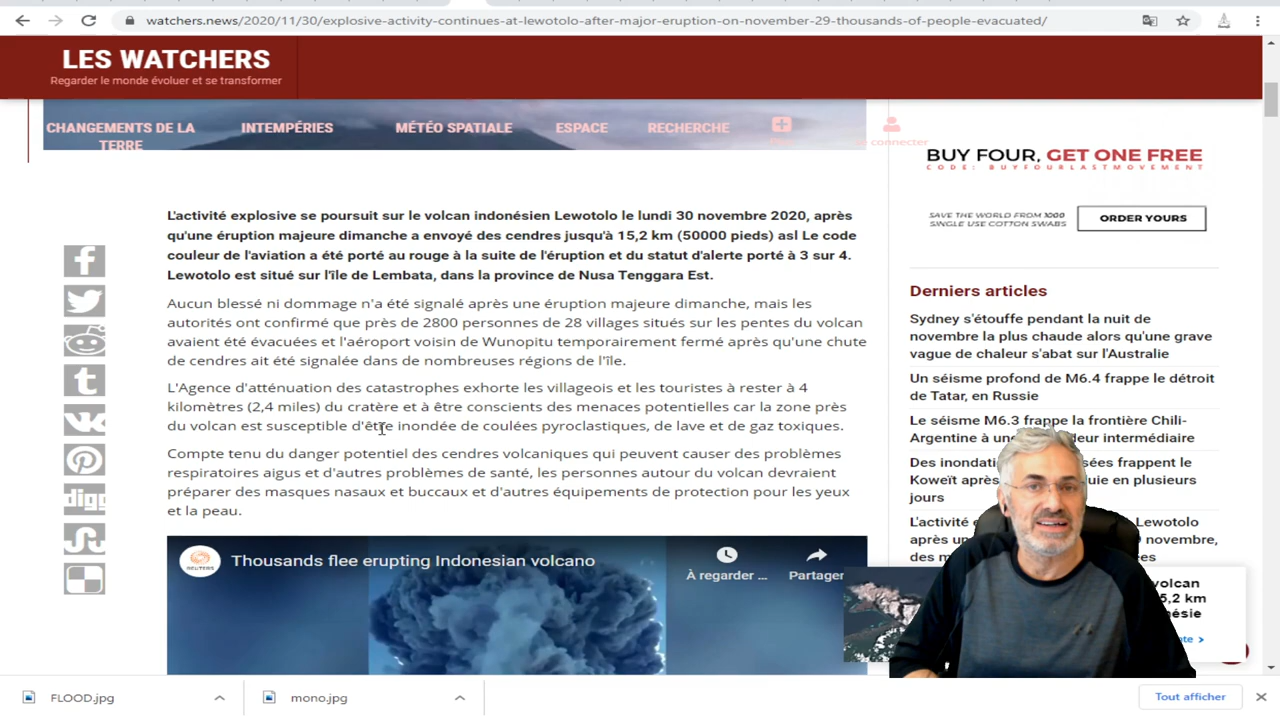 watchers.news/2020/11/30/explosive-activity-continues-at-lewotolo-after-major-eruption-on-november-29-thousands-of-people-evacuated/
LES WATCHERS
Regarder le monde évoluer et se transformer
CHANGEMENTS DE LA TERRE
INTEMPÉRIES
MÉTÉO SPATIALE
ESPACE
RECHERCHE
connecter
BUY FOUR, GET ONE FREE
CODE: BUYFOURLASTMOVEMENT
SAVE THE WORLD FROM 1000
SINGLE USE COTTON SWABS
ORDER YOURS
L'activité explosive se poursuit sur le volcan indonésien Lewotolo le lundi 30 novembre 2020, après
qu'une éruption majeure dimanche a envoyé des cendres jusqu'à 15,2 km (50000 pieds) asl Le code
couleur de l'aviation a été porté au rouge à la suite de l'éruption et du statut d'alerte porté à 3 sur 4.
Lewotolo est situé sur l'île de Lembata, dans la province de Nusa Tenggara Est.
Aucun blessé ni dommage n'a été signalé après une éruption majeure dimanche, mais les
autorités ont confirmé que près de 2800 personnes de 28 villages situés sur les pentes du volcan
avaient été évacuées et l'aéroport voisin de Wunopitu temporairement fermé après qu'une chute
de cendres ait été signalée dans de nombreuses régions de l'île.
L'Agence d'atténuation des catastrophes exhorte les villageois et les touristes à rester à 4
kilomètres (2,4 miles) du cratère et à être conscients des menaces potentielles car la zone près
du volcan est susceptible d'être inondée de coulées pyroclastiques, de lave et de gaz toxiques.
Compte tenu du danger potentiel des cendres volcaniques qui peuvent causer des problèmes
respiratoires aigus et d'autres problèmes de santé, les personnes autour du volcan devraient
préparer des masques nasaux et buccaux et d'autres équipements de protection pour les yeux
et la peau.
REUTERS
Thousands flee erupting Indonesian volcano
À regarder ...
Partager
Derniers articles
Sydney s'étouffe pendant la nuit de
novembre la plus chaude alors qu'une grave
vague de chaleur s'abat sur l'Australie
Un séisme profond de M6.4 frappe le détroit
de Tatar, en Russie
Le séisme M6.3 frappe la frontière Chili-
Argentine à
intermédiaire
Des
frappent le
Koweït
en plusieurs
jours
L'activité
Lewotolo
novembre,
volcan
5,2 km
digg
FLOOD.jpg
mono.jpg
Tout afficher